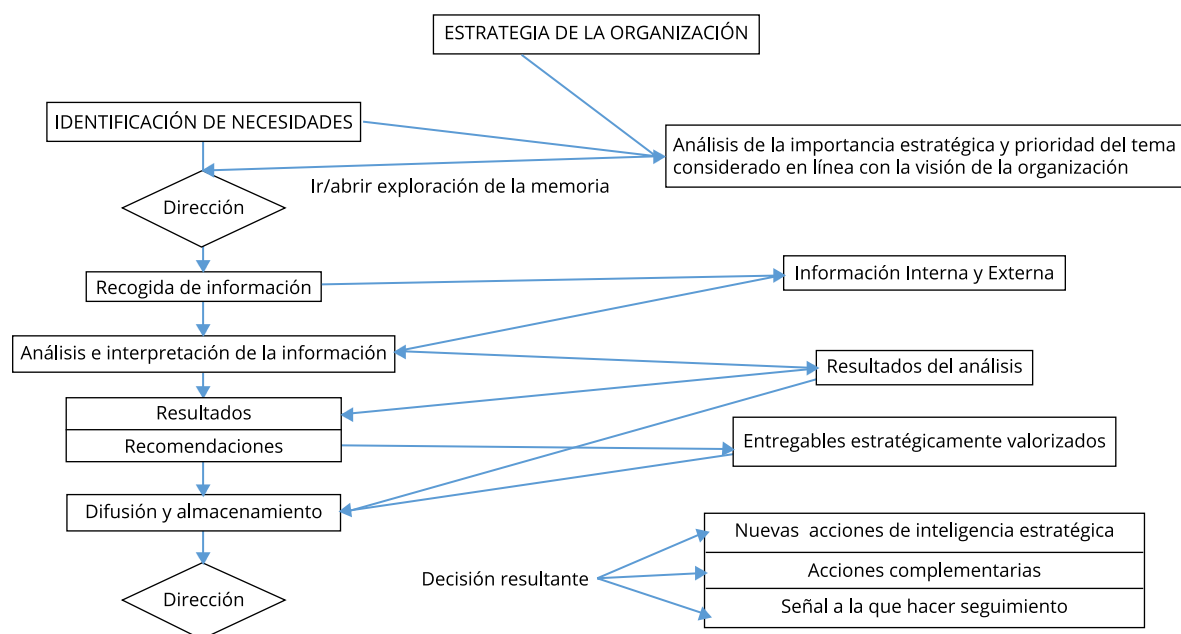 ESTRATEGIA DE LA ORGANIZACIÓN
IDENTIFICACIÓN DE NECESIDADES
Análisis de la importancia estratégica y prioridad del tema
considerado en línea con la visión de la organización
Ir/abrir exploración de la memoria
Dirección
Recogida de información
Información Interna y Externa
Análisis e interpretación de la información
Resultados del análisis
Resultados
Recomendaciones
Entregables estratégicamente valorizados
Difusión y almacenamiento
Nuevas acciones de inteligencia estratégica
Decisión resultante
Acciones complementarias
Dirección
Señal a la que hacer seguimiento